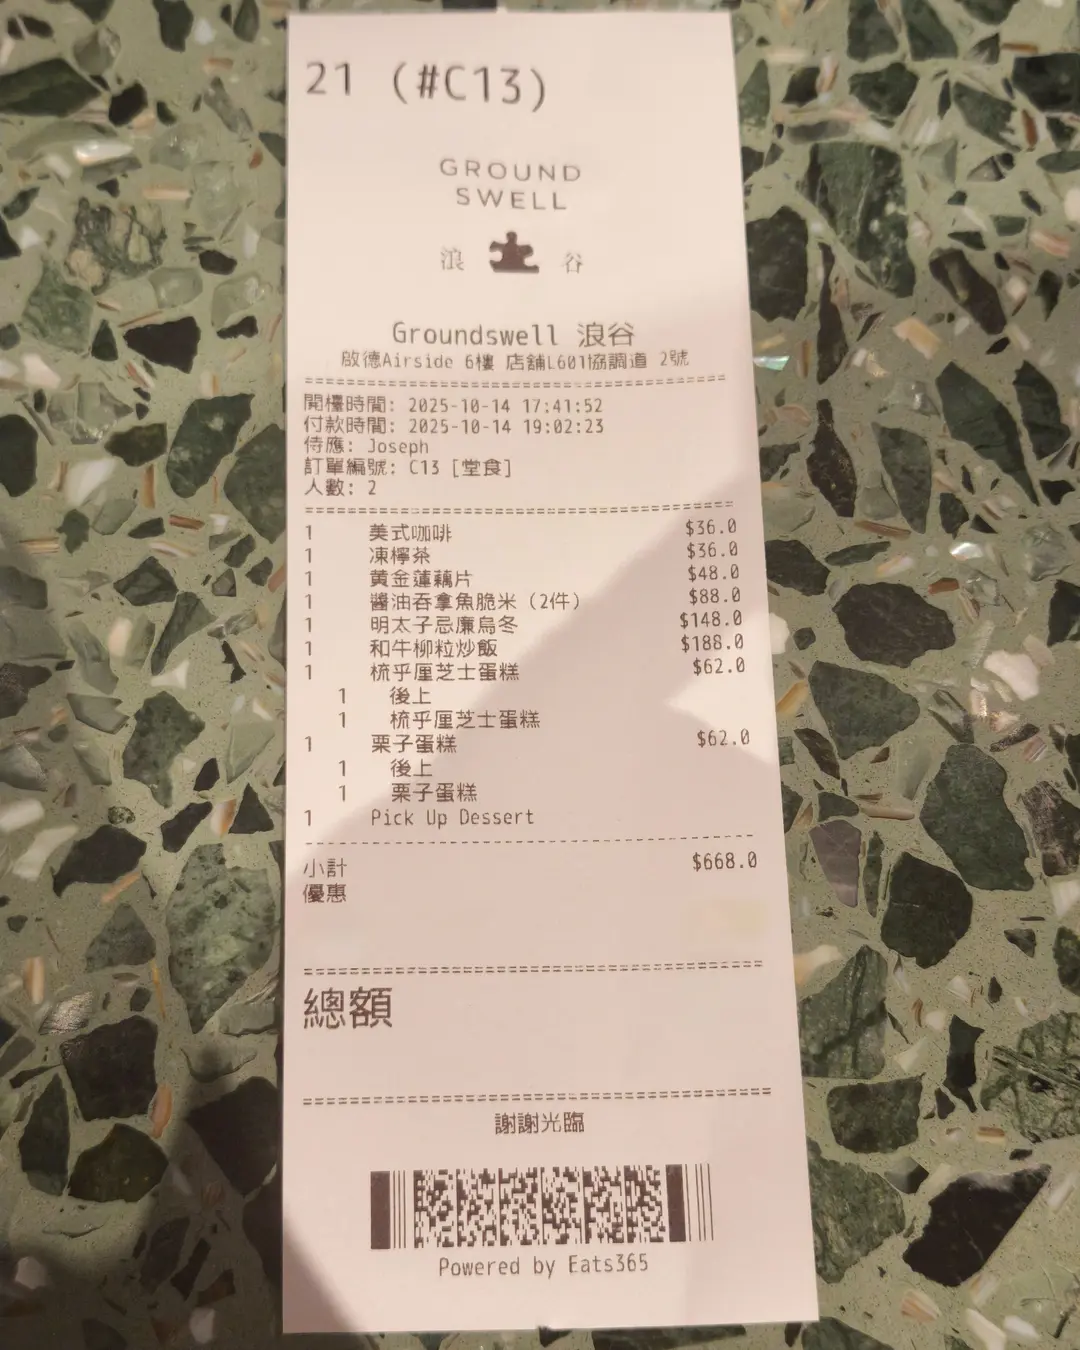 21 (#C13)
GROUND
SWELL
浪 谷
Groundswell 浪谷
啟德Airside 6樓 店舖L601協調道 2號
開檯時間: 2025-10-14 17:41:52
付款時間: 2025-10-14 19:02:23
侍應: Joseph
訂單編號: C13 [堂食]
人數: 2
1 美式咖啡 $36.0
1 凍檸茶 $36.0
1 黃金蓮藕片 $48.0
1 醬油吞拿魚脆米 (2件) $88.0
1 明太子忌廉烏冬 $148.0
1 和牛柳粒炒飯 $188.0
1 梳乎厘芝士蛋糕 $62.0
1 後上
1 梳乎厘芝士蛋糕
1 栗子蛋糕 $62.0
1 後上
1 栗子蛋糕
1 Pick Up Dessert
小計 $668.0
優惠
總額
謝謝光臨
Powered by Eats365